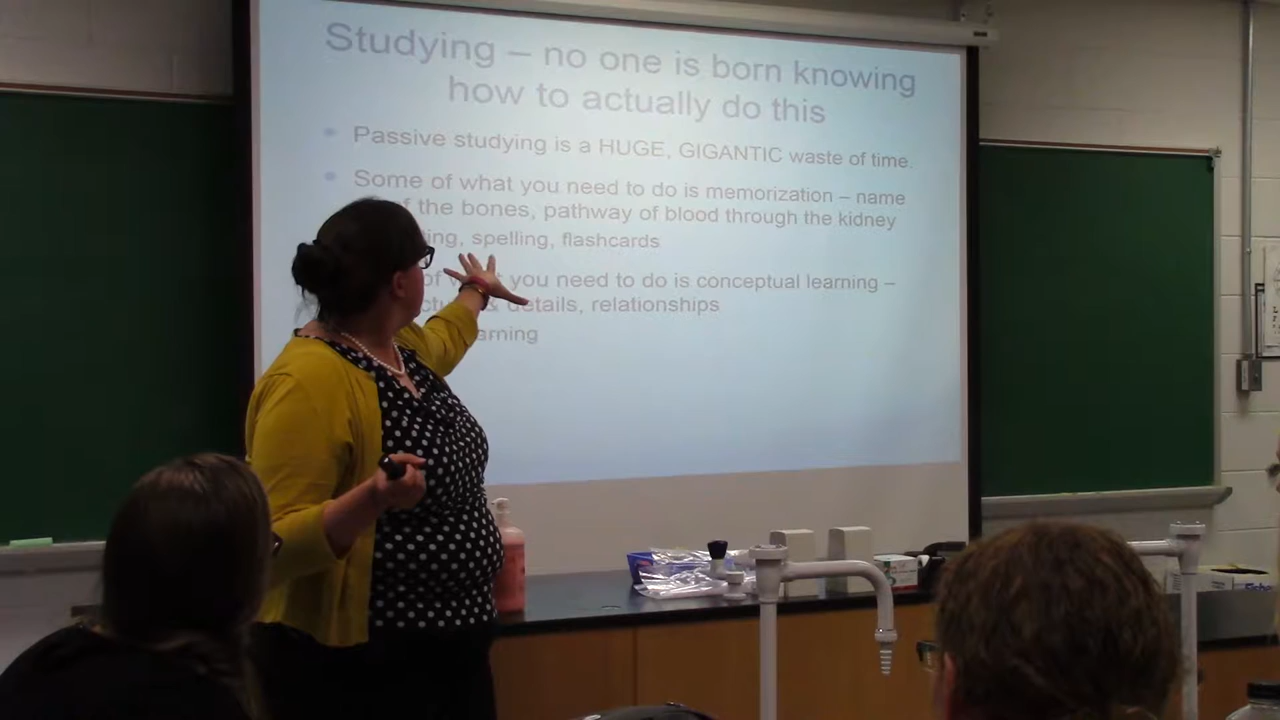 Studying – no one is born knowing
how to actually do this
Passive studying is a HUGE, GIGANTIC waste of time.
Some of what you need to do is memorization – name
of the bones, pathway of blood through the kidney
spelling, flashcards
you need to do is conceptual learning –
& details, relationships